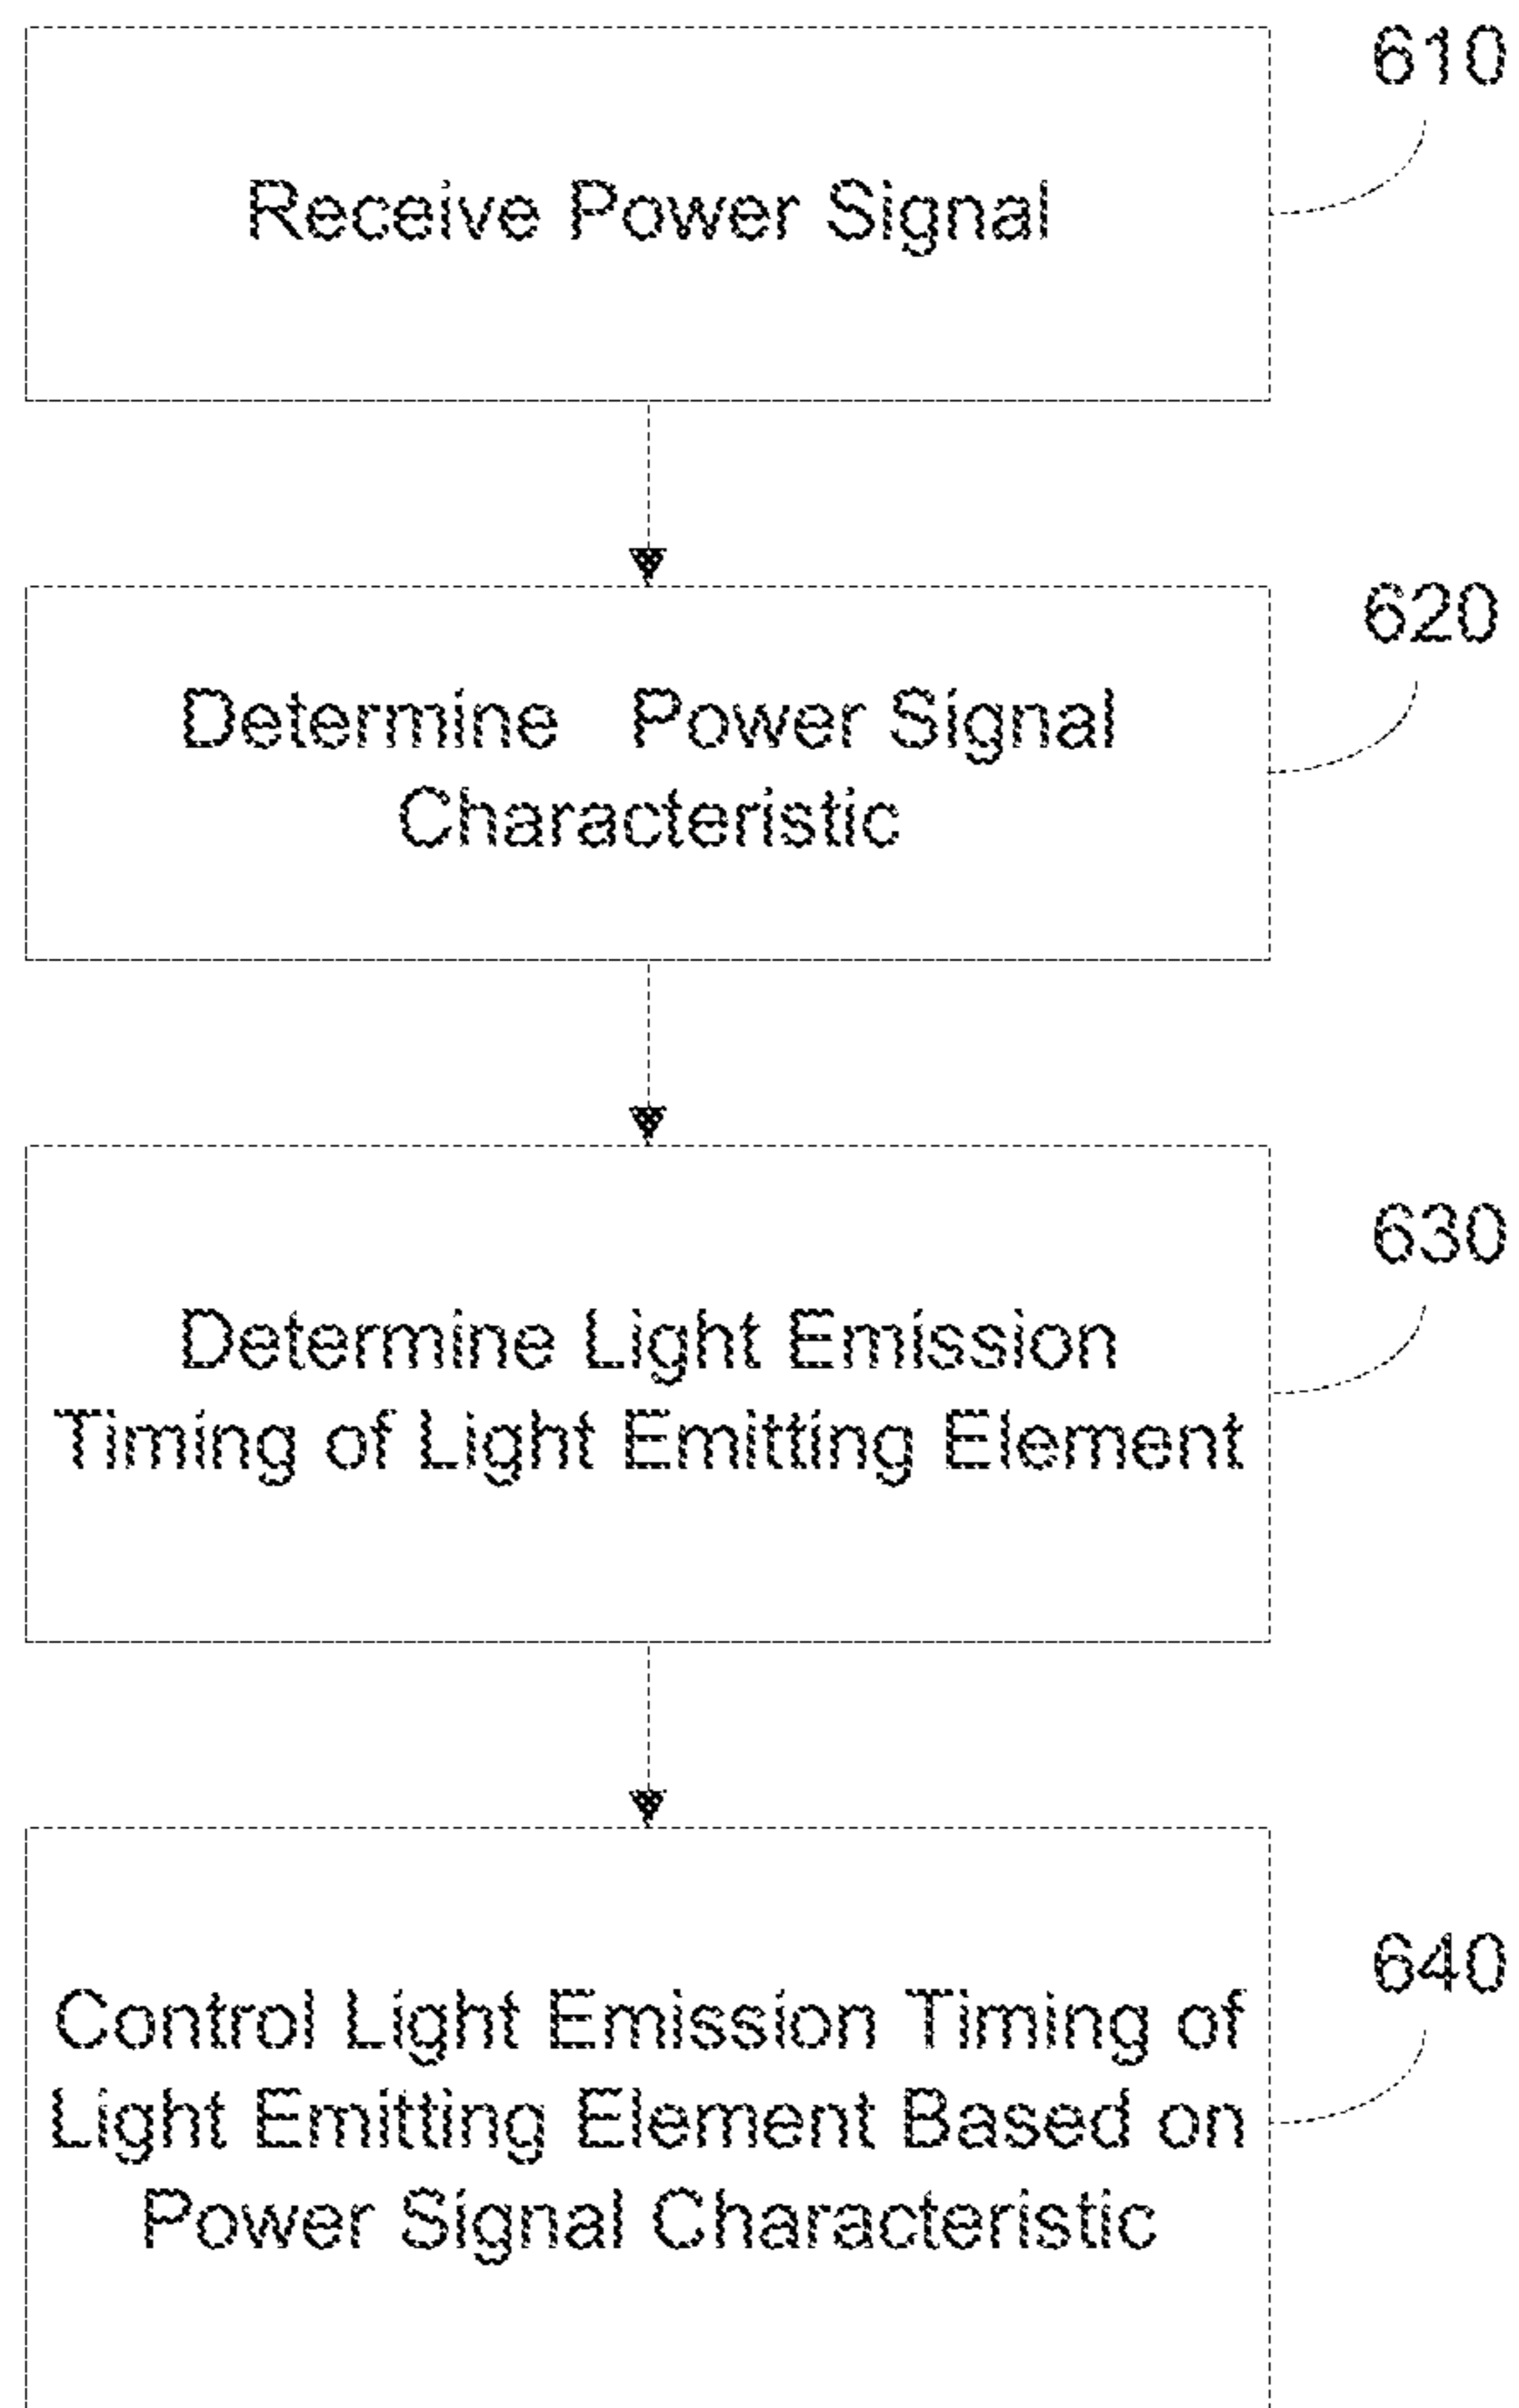 610
Receive Power Signal
620
Determine Power Signal
Characteristic
630
Determine Light Emission
Timing of Light Emitting Element
640
Control Light Emission Timing of
Light Emitting Element Based on
Power Signal Characteristic